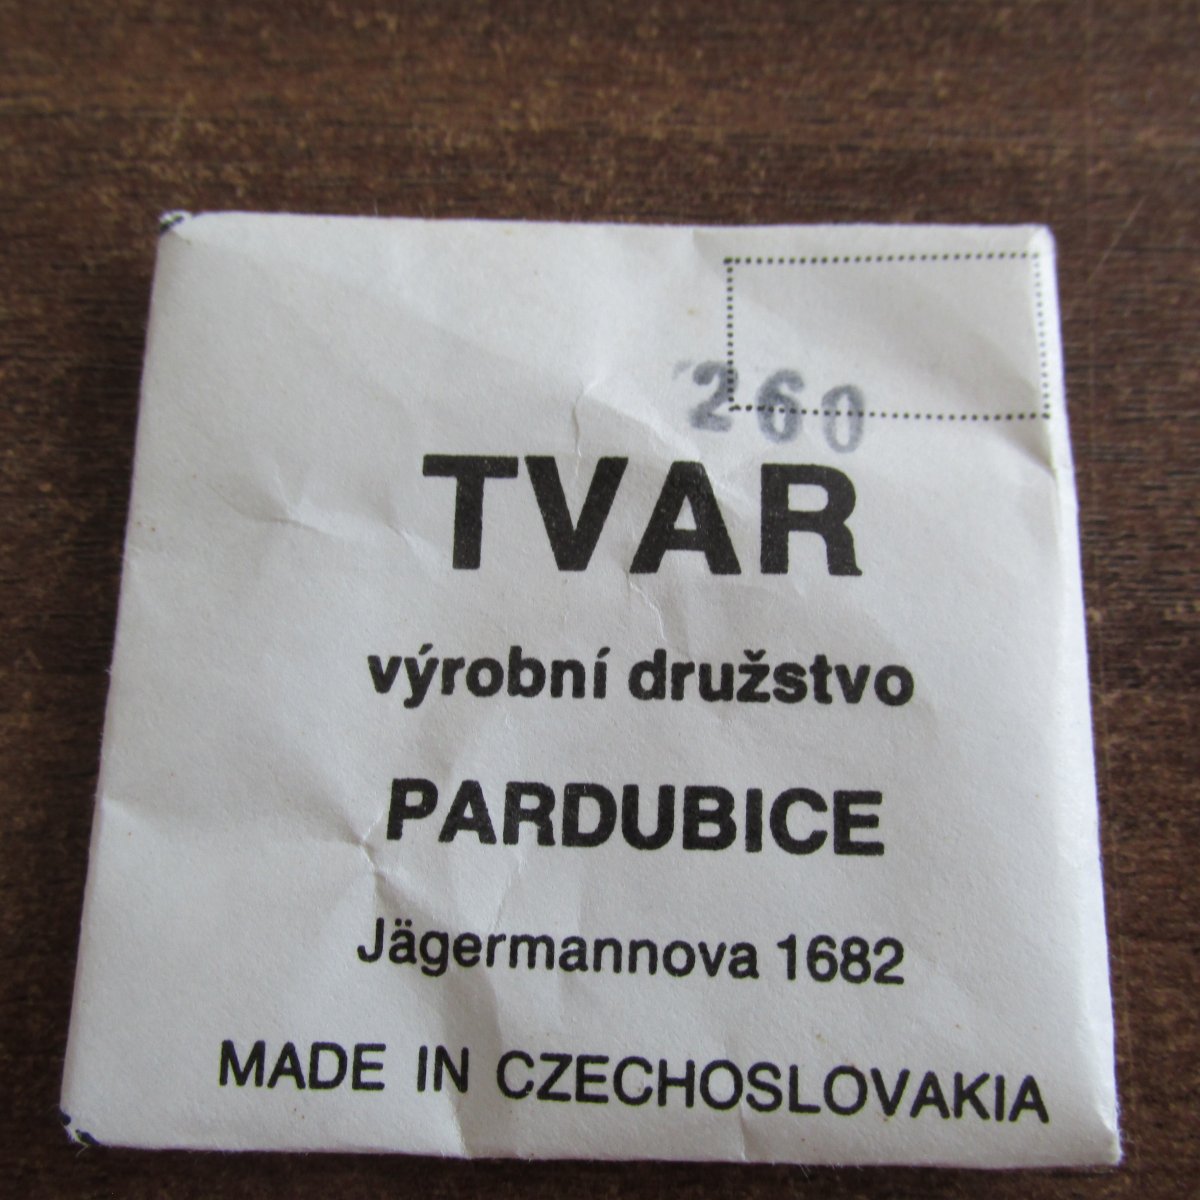 260
TVAR
výrobní družstvo
PARDUBICE
Jägermannova 1682
MADE IN CZECHOSLOVAKIA